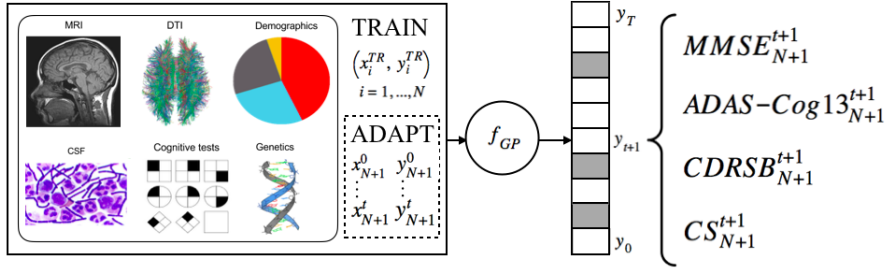 MRI
DTI
Demographics
CSF
Cognitive tests
Genetics
TRAIN
(x_i^{TR}, y_i^{TR})
i = 1, ..., N
ADAPT
x_{N+1}^0 y_{N+1}^0
⋮ ⋮
x_{N+1}^t y_{N+1}^t
f_{GP}
y_T
y_{t+1}
y_0
MMSE_{N+1}^{t+1}
ADAS-Cog13_{N+1}^{t+1}
CDRSB_{N+1}^{t+1}
CS_{N+1}^{t+1}